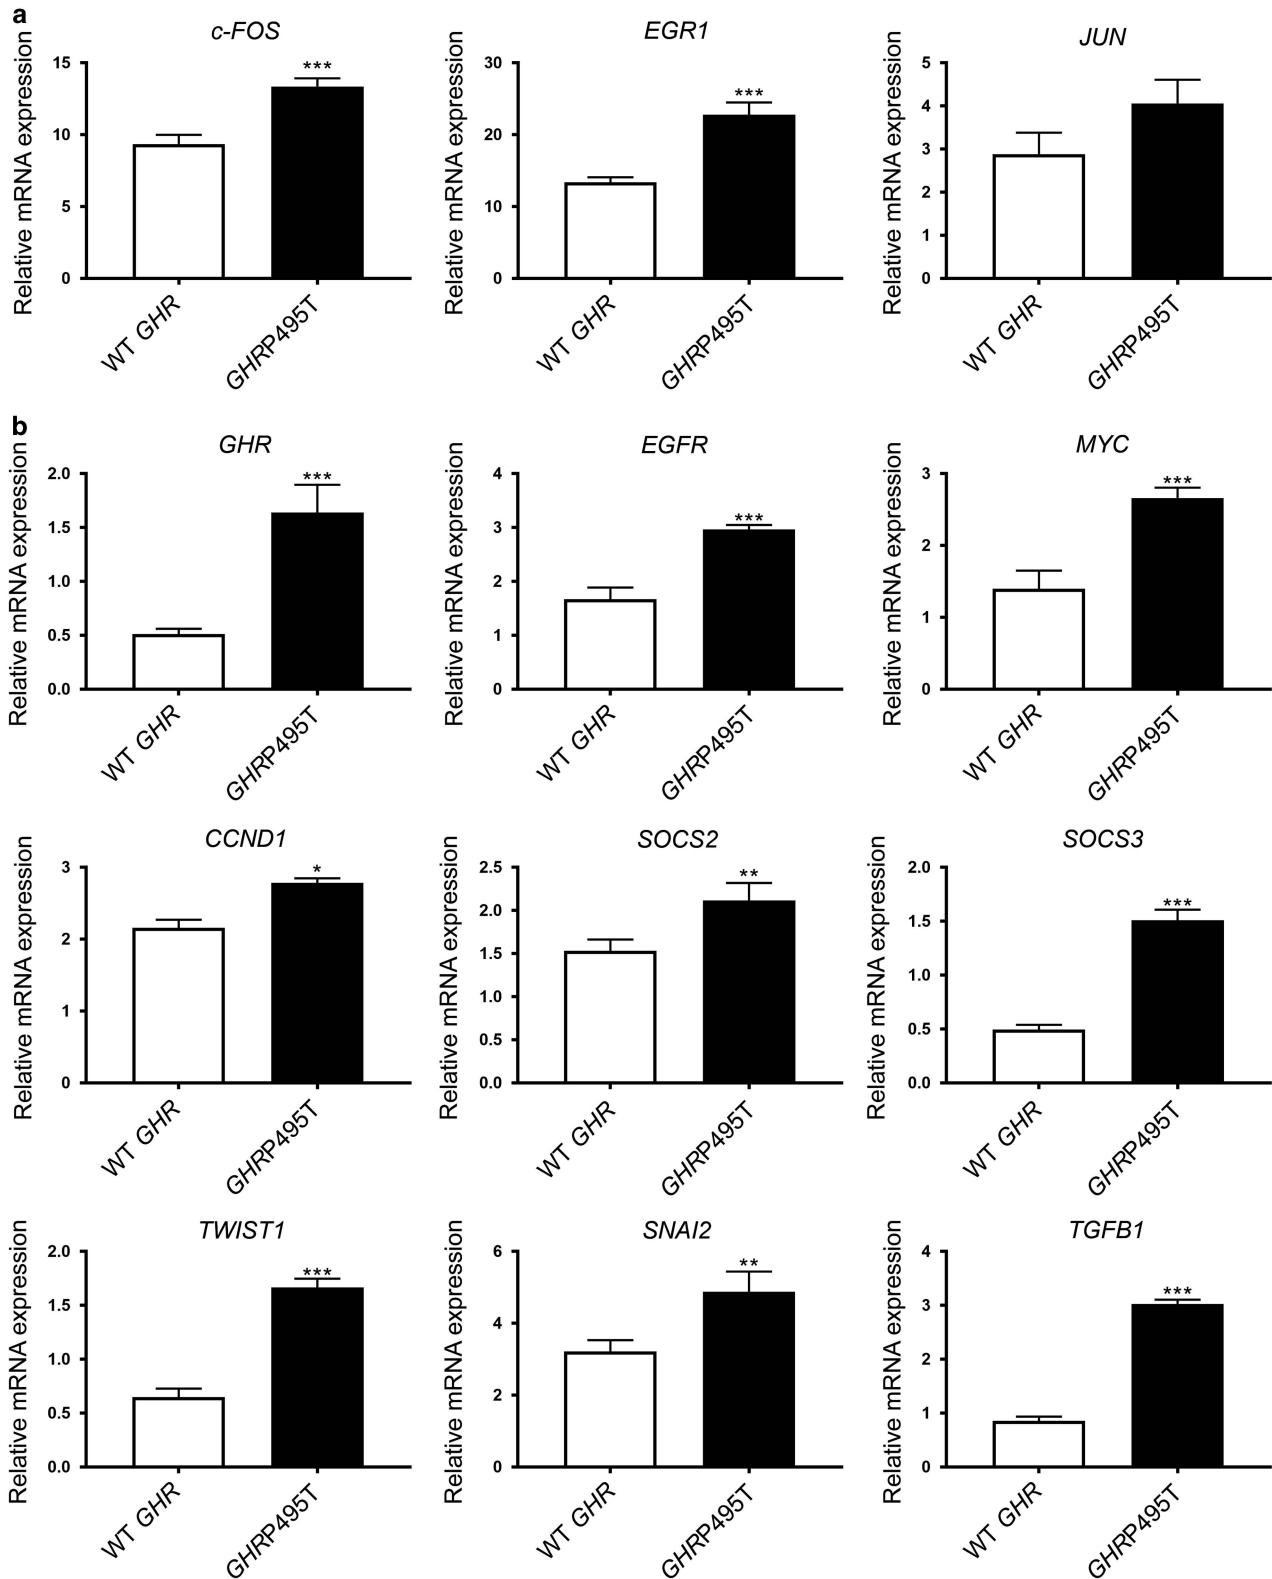 a
c-FOS
EGR1
JUN
Relative mRNA expression
15
10
5
0
***
WT GHR
GHRP495T
Relative mRNA expression
30
20
10
0
***
WT GHR
GHRP495T
Relative mRNA expression
5
4
3
2
1
0
WT GHR
GHRP495T
b
GHR
EGFR
MYC
Relative mRNA expression
2.0
1.5
1.0
0.5
0.0
***
WT GHR
GHRP495T
Relative mRNA expression
4
3
2
1
0
***
WT GHR
GHRP495T
Relative mRNA expression
3
2
1
0
***
WT GHR
GHRP495T
CCND1
SOCS2
SOCS3
Relative mRNA expression
3
2
1
0
*
WT GHR
GHRP495T
Relative mRNA expression
2.5
2.0
1.5
1.0
0.5
0.0
**
WT GHR
GHRP495T
Relative mRNA expression
2.0
1.5
1.0
0.5
0.0
***
WT GHR
GHRP495T
TWIST1
SNAI2
TGFB1
Relative mRNA expression
2.0
1.5
1.0
0.5
0.0
***
WT GHR
GHRP495T
Relative mRNA expression
6
4
2
0
**
WT GHR
GHRP495T
Relative mRNA expression
4
3
2
1
0
***
WT GHR
GHRP495T